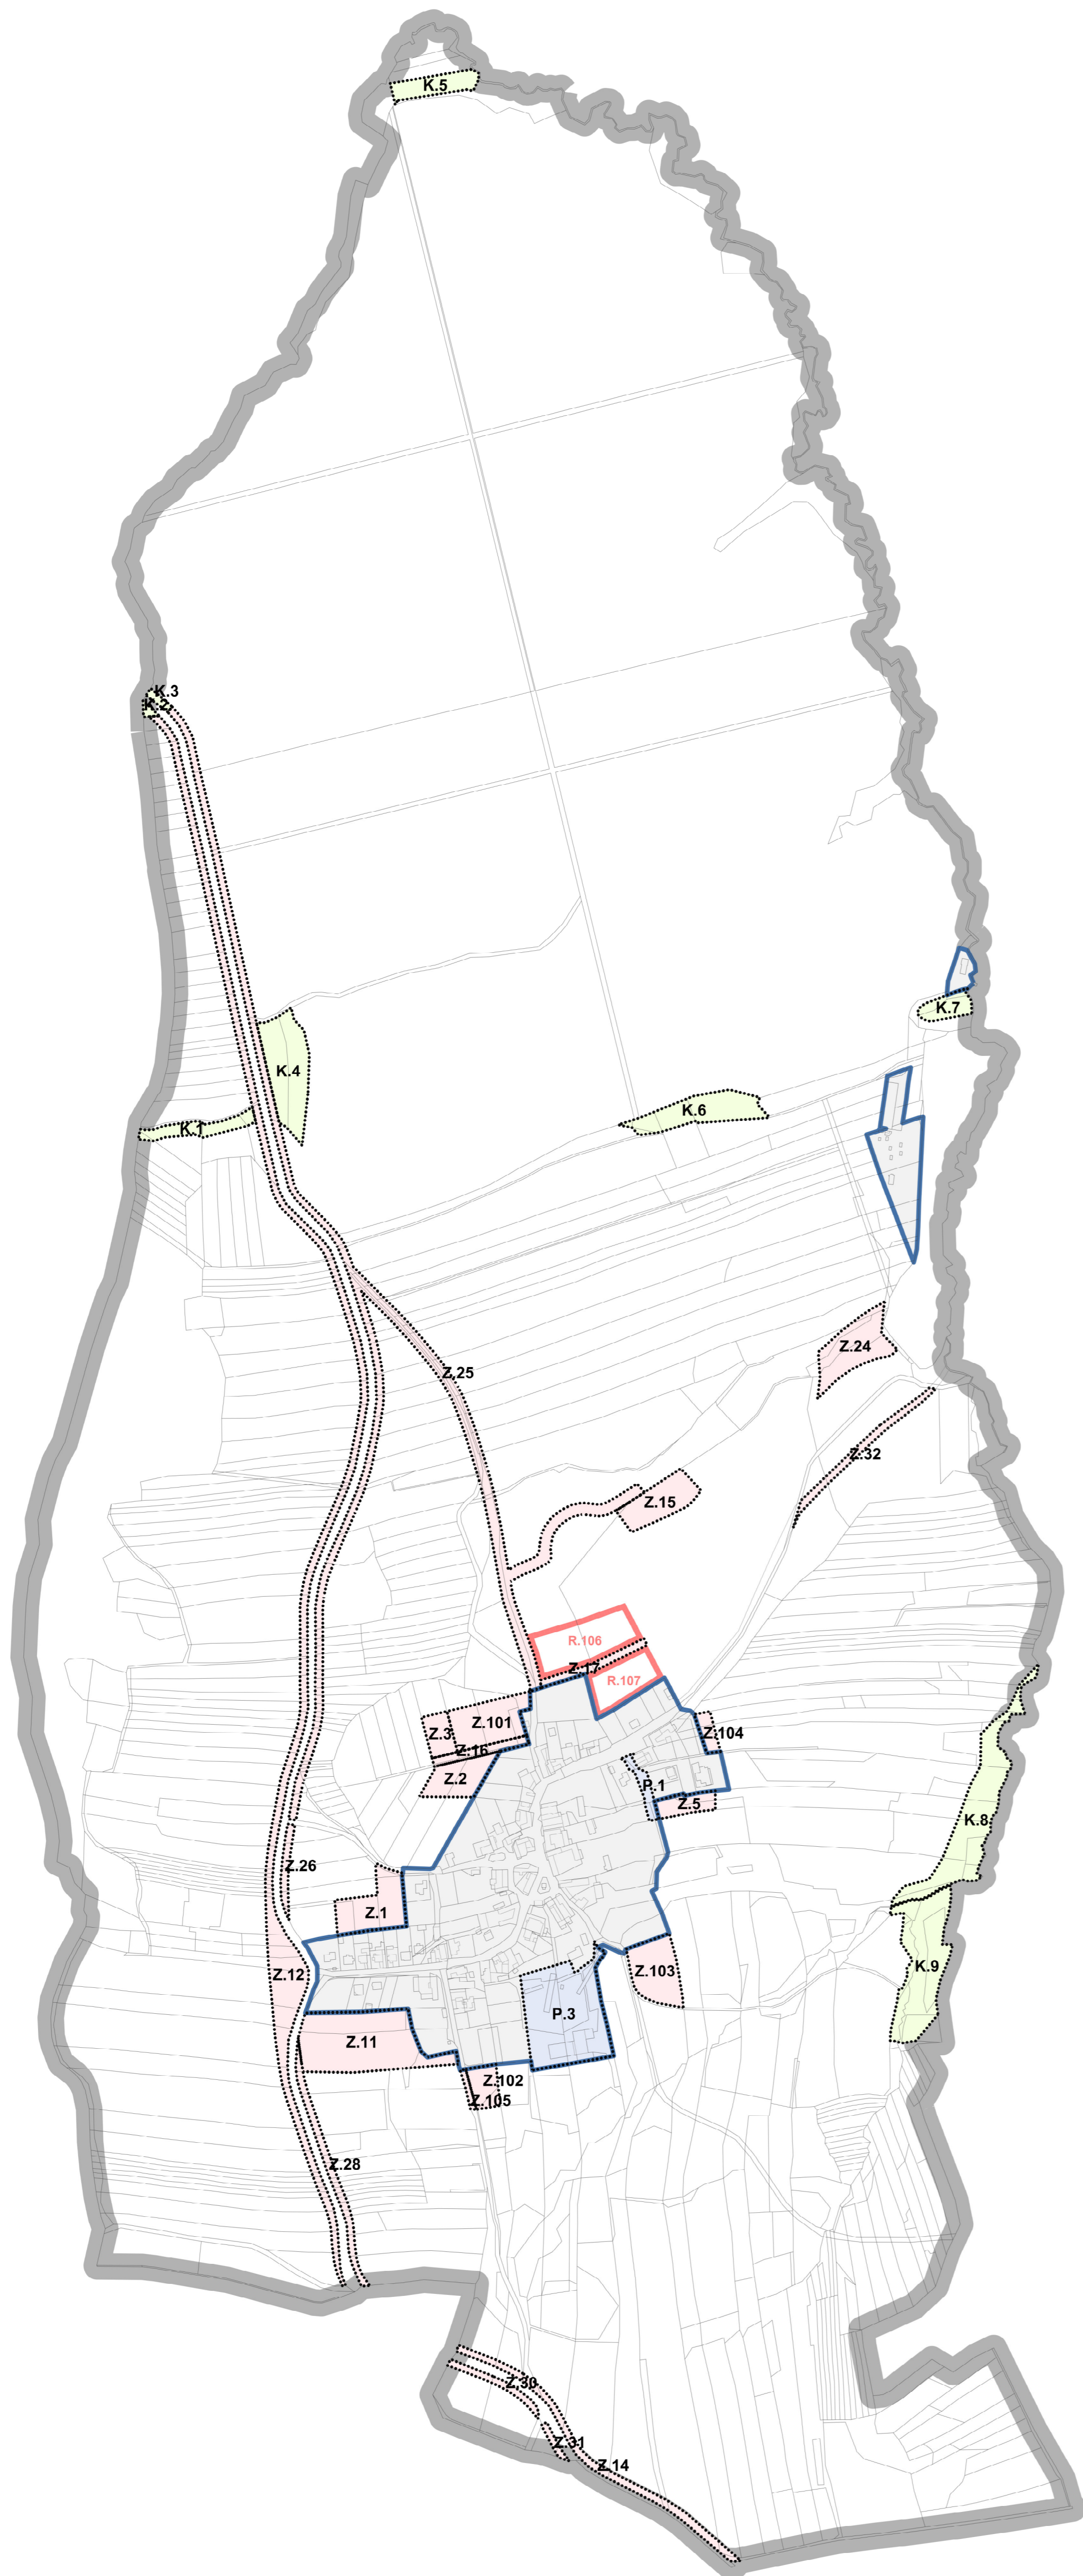 K.5
K.3
K.2
K.7
K.4
K.6
K.1
Z.24
Z.25
Z.32
Z.15
R.106
Z.17
R.107
Z.101
Z.3
Z.104
Z.16
Z.2
P.1
Z.5
K.8
Z.26
Z.1
K.9
Z.103
Z.12
P.3
Z.11
Z.102
Z.105
Z.28
Z.30
Z.31
Z.14